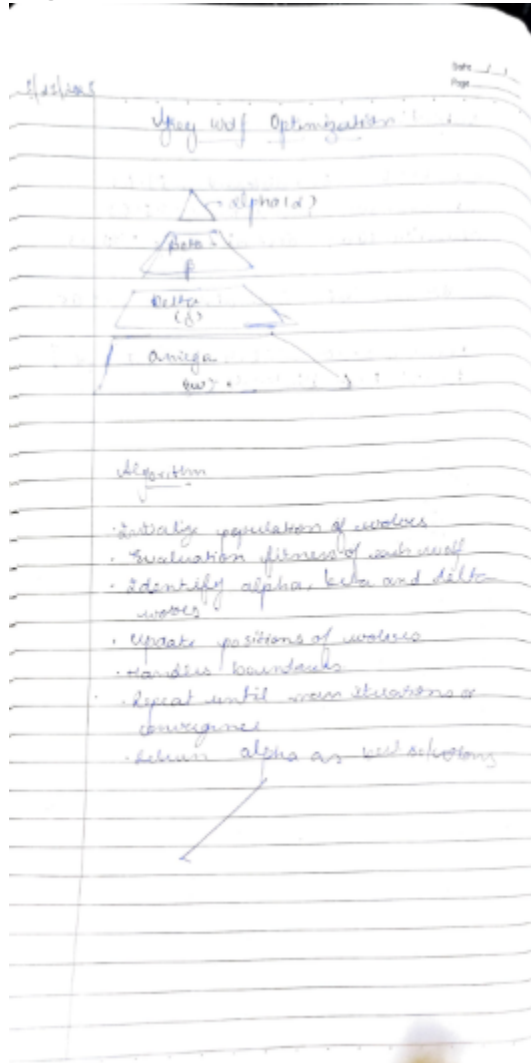 Date
Page
Grey Wolf Optimization
alpha (α)
Beta
β
Delta
(δ)
Omega
(ω)
Algorithm
· Initialize population of wolves
· Evaluation fitness of each wolf
· Identify alpha, beta and delta
wolves
· Update positions of wolves
· Handles boundaries
· Repeat until max iterations or
convergence
· Return alpha as best solutions